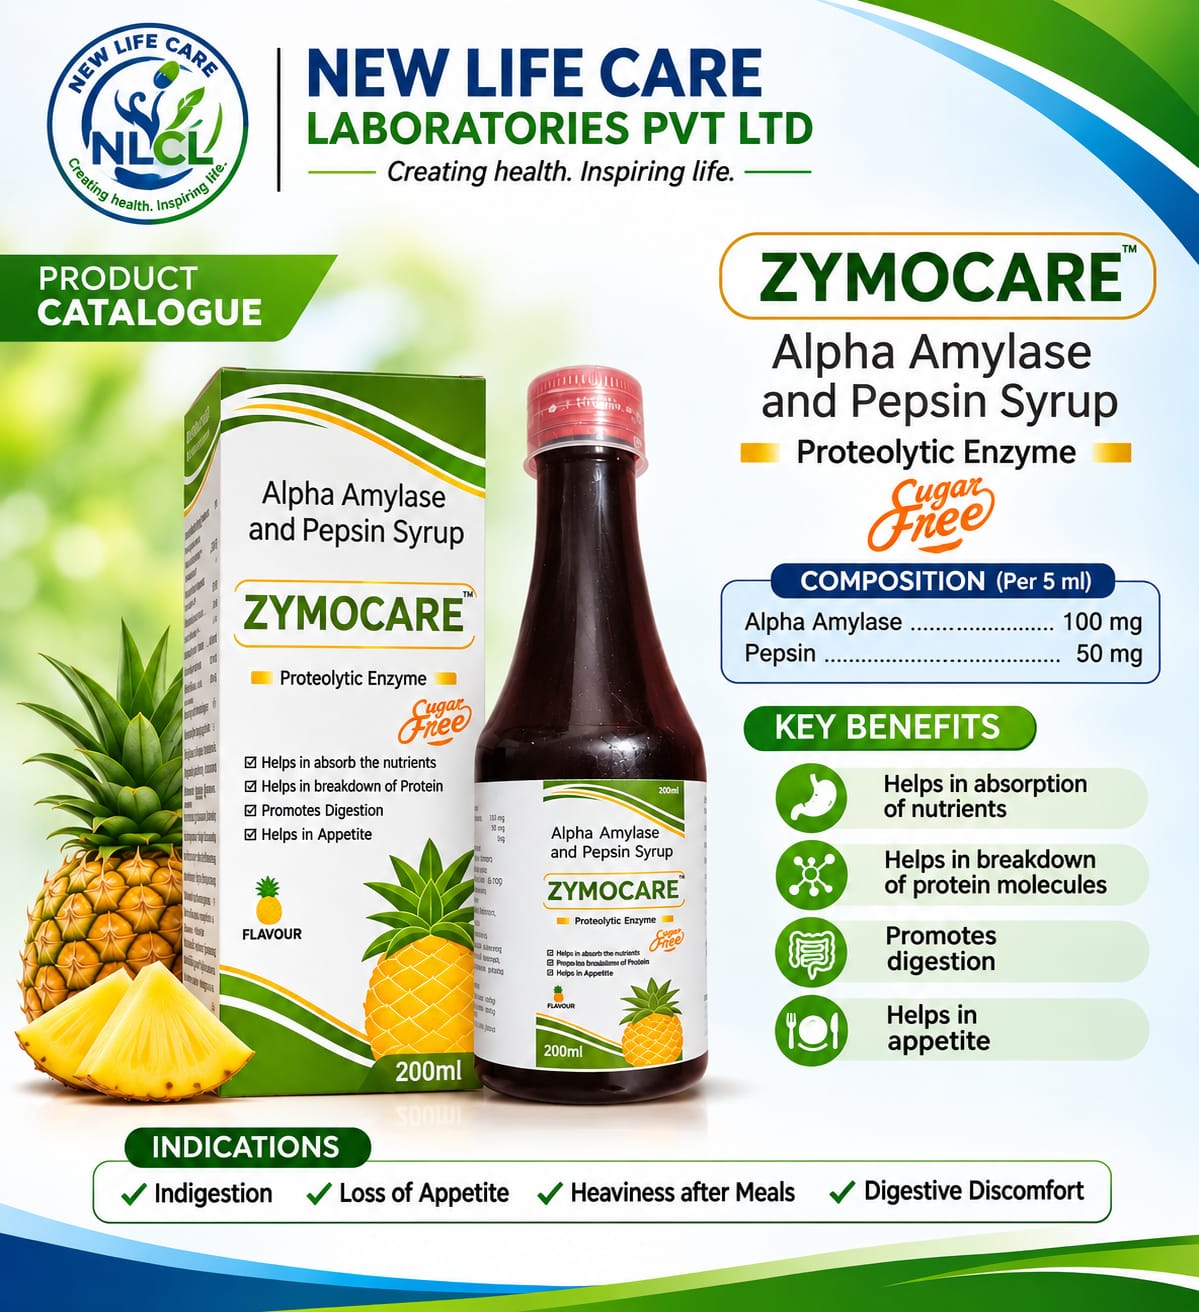 NEW LIFE CARE
NLCL
Creating health. Inspiring life.
NEW LIFE CARE
LABORATORIES PVT LTD
Creating health. Inspiring life.
PRODUCT
CATALOGUE
ZYMOCARE™
Alpha Amylase
and Pepsin Syrup
Proteolytic Enzyme
Sugar
Free
COMPOSITION (Per 5 ml)
Alpha Amylase ........................ 100 mg
Pepsin ........................................ 50 mg
KEY BENEFITS
Helps in absorption
of nutrients
Helps in breakdown
of protein molecules
Promotes
digestion
Helps in
appetite
Alpha Amylase
and Pepsin Syrup
ZYMOCARE™
Proteolytic Enzyme
Sugar
Free
☑ Helps in absorb the nutrients
☑ Helps in breakdown of Protein
☑ Promotes Digestion
☑ Helps in Appetite
FLAVOUR
200ml
200ml
Alpha Amylase
and Pepsin Syrup
ZYMOCARE™
Proteolytic Enzyme
Sugar
Free
☑ Helps in absorb the nutrients
of Protein
☑ Helps in Appetite
FLAVOUR
200ml
INDICATIONS
✓ Indigestion ✓ Loss of Appetite ✓ Heaviness after Meals ✓ Digestive Discomfort